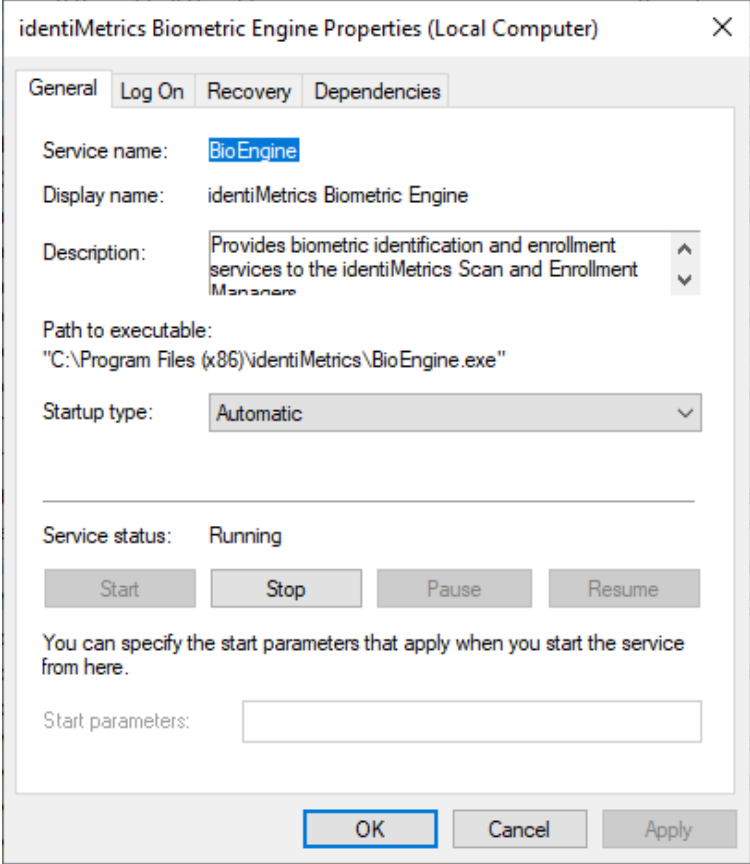 identiMetrics Biometric Engine Properties (Local Computer)
General Log On Recovery Dependencies
Service name: BioEngine
Display name: identiMetrics Biometric Engine
Description: Provides biometric identification and enrollment
services to the identiMetrics Scan and Enrollment
Managers
Path to executable:
"C:\Program Files (x86)\identiMetrics\BioEngine.exe"
Startup type: Automatic
Service status: Running
Start Stop Pause Resume
You can specify the start parameters that apply when you start the service
from here.
Start parameters:
OK Cancel Apply